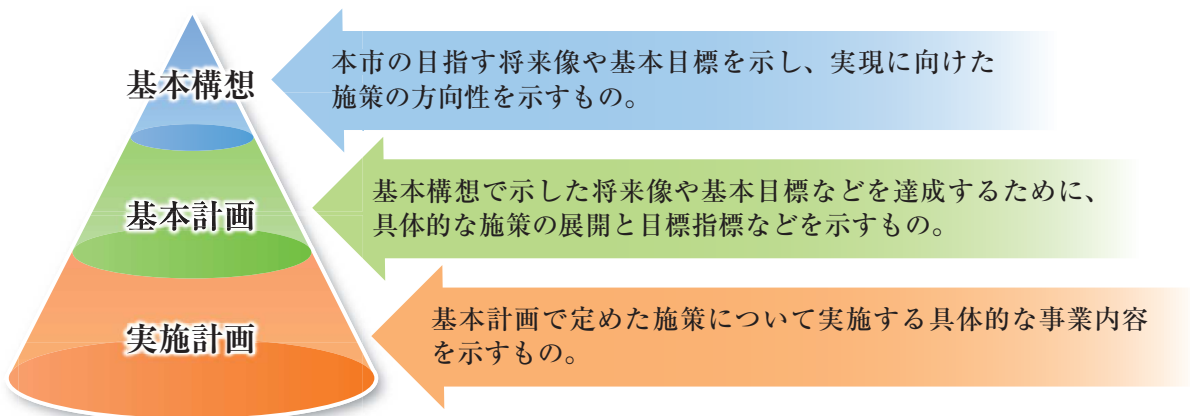 基本構想
本市の目指す将来像や基本目標を示し、実現に向けた
施策の方向性を示すもの。
基本計画
基本構想で示した将来像や基本目標などを達成するために、
具体的な施策の展開と目標指標などを示すもの。
実施計画
基本計画で定めた施策について実施する具体的な事業内容
を示すもの。